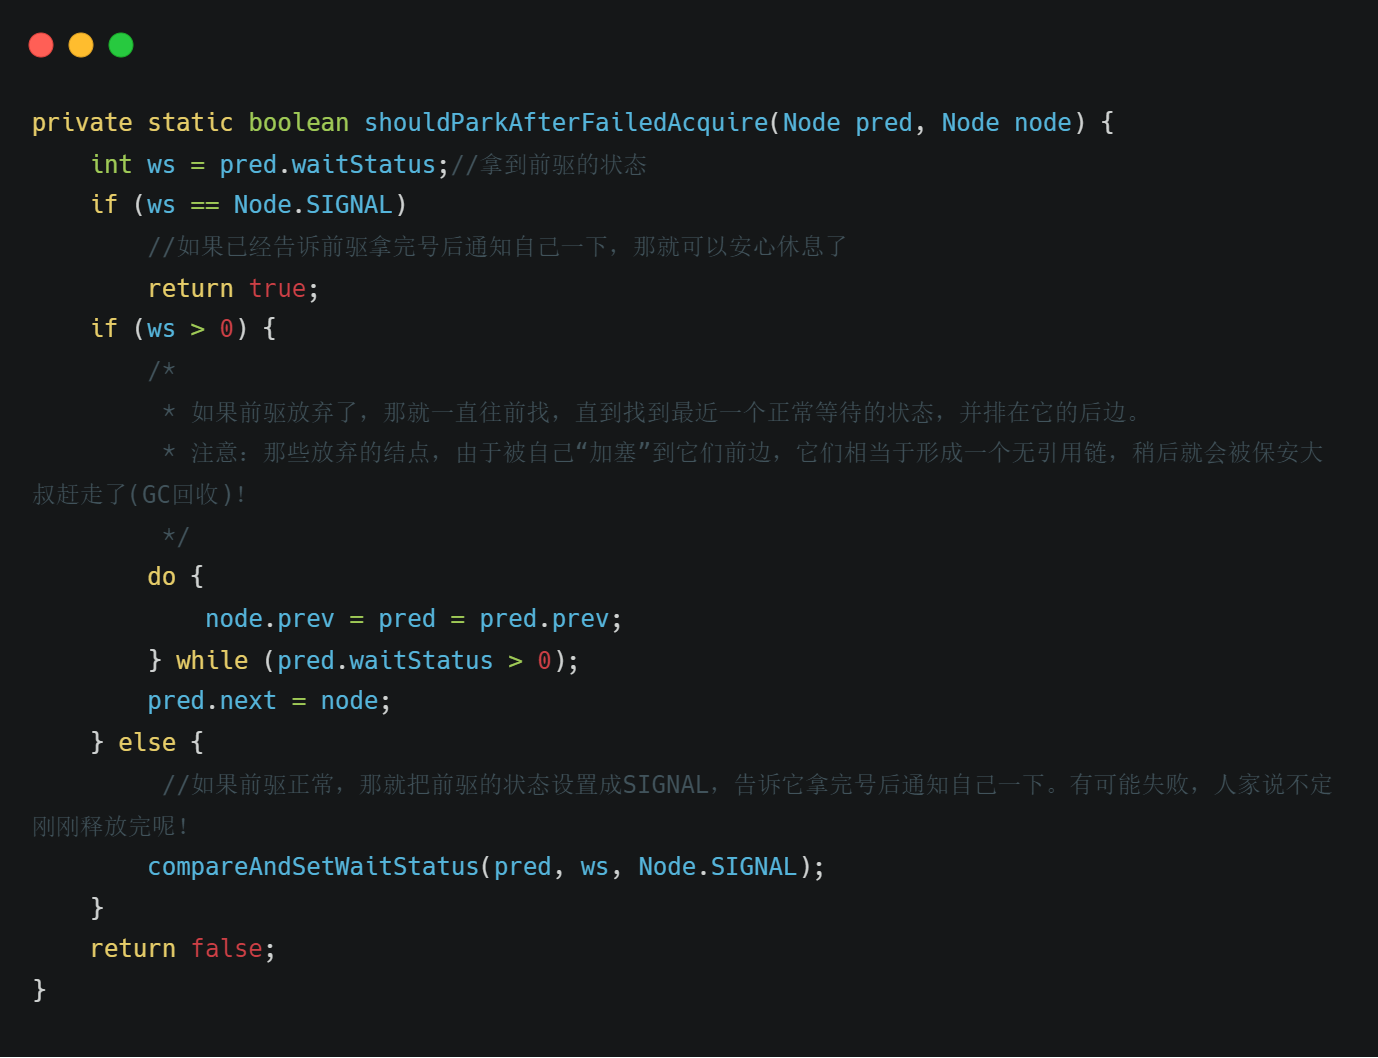 private static boolean shouldParkAfterFailedAcquire(Node pred, Node node) {
    int ws = pred.waitStatus;//拿到前驱的状态
    if (ws == Node.SIGNAL)
        //如果已经告诉前驱拿完号后通知自己一下，那就可以安心休息了
        return true;
    if (ws > 0) {
        /*
         * 如果前驱放弃了，那就一直往前找，直到找到最近一个正常等待的状态，并排在它的后边。
         * 注意：那些放弃的结点，由于被自己“加塞”到它们前边，它们相当于形成一个无引用链，稍后就会被保安大
叔赶走了(GC回收)！
         */
        do {
            node.prev = pred = pred.prev;
        } while (pred.waitStatus > 0);
        pred.next = node;
    } else {
         //如果前驱正常，那就把前驱的状态设置成SIGNAL，告诉它拿完号后通知自己一下。有可能失败，人家说不定
刚刚释放完呢！
        compareAndSetWaitStatus(pred, ws, Node.SIGNAL);
    }
    return false;
}